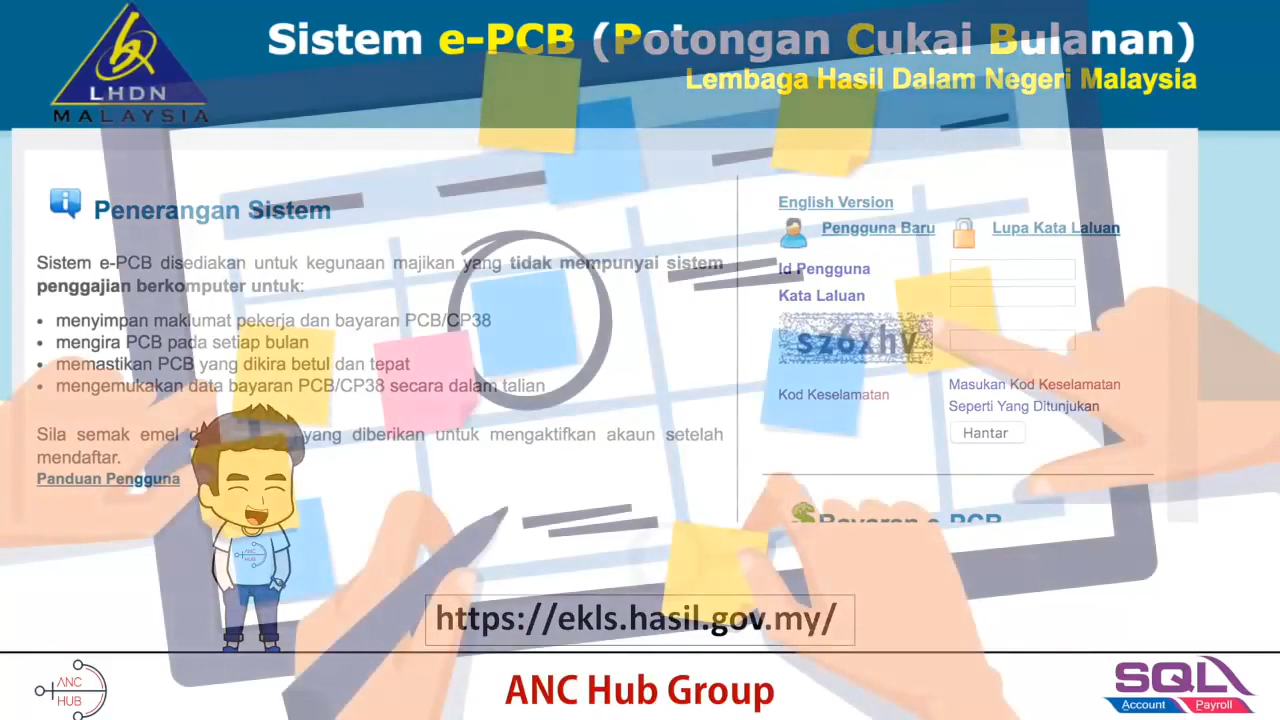 LHDN
MALAYSIA
Sistem e-PCB (Potongan Cukai Bulanan)
Lembaga Hasil Dalam Negeri Malaysia
Penerangan Sistem
Sistem e-PCB disediakan untuk kegunaan majikan yang tidak mempunyai sistem
penggajian berkomputer untuk:
• menyimpan maklumat pekerja dan bayaran PCB/CP38
• mengira PCB pada setiap bulan
• memastikan PCB yang dikira betul dan tepat
• mengemukakan data bayaran PCB/CP38 secara dalam talian
Sila semak emel yang diberikan untuk mengaktifkan akaun setelah
mendaftar.
Panduan Pengguna
English Version
Pengguna Baru Lupa Kata Laluan
Id Pengguna
Kata Laluan
sz6xhv
Kod Keselamatan
Masukan Kod Keselamatan
Seperti Yang Ditunjukan
Hantar
Bayaran e-PCB
ANC
HUB
https://ekls.hasil.gov.my/
ANC
HUB
ANC Hub Group
SQL
Account Payroll